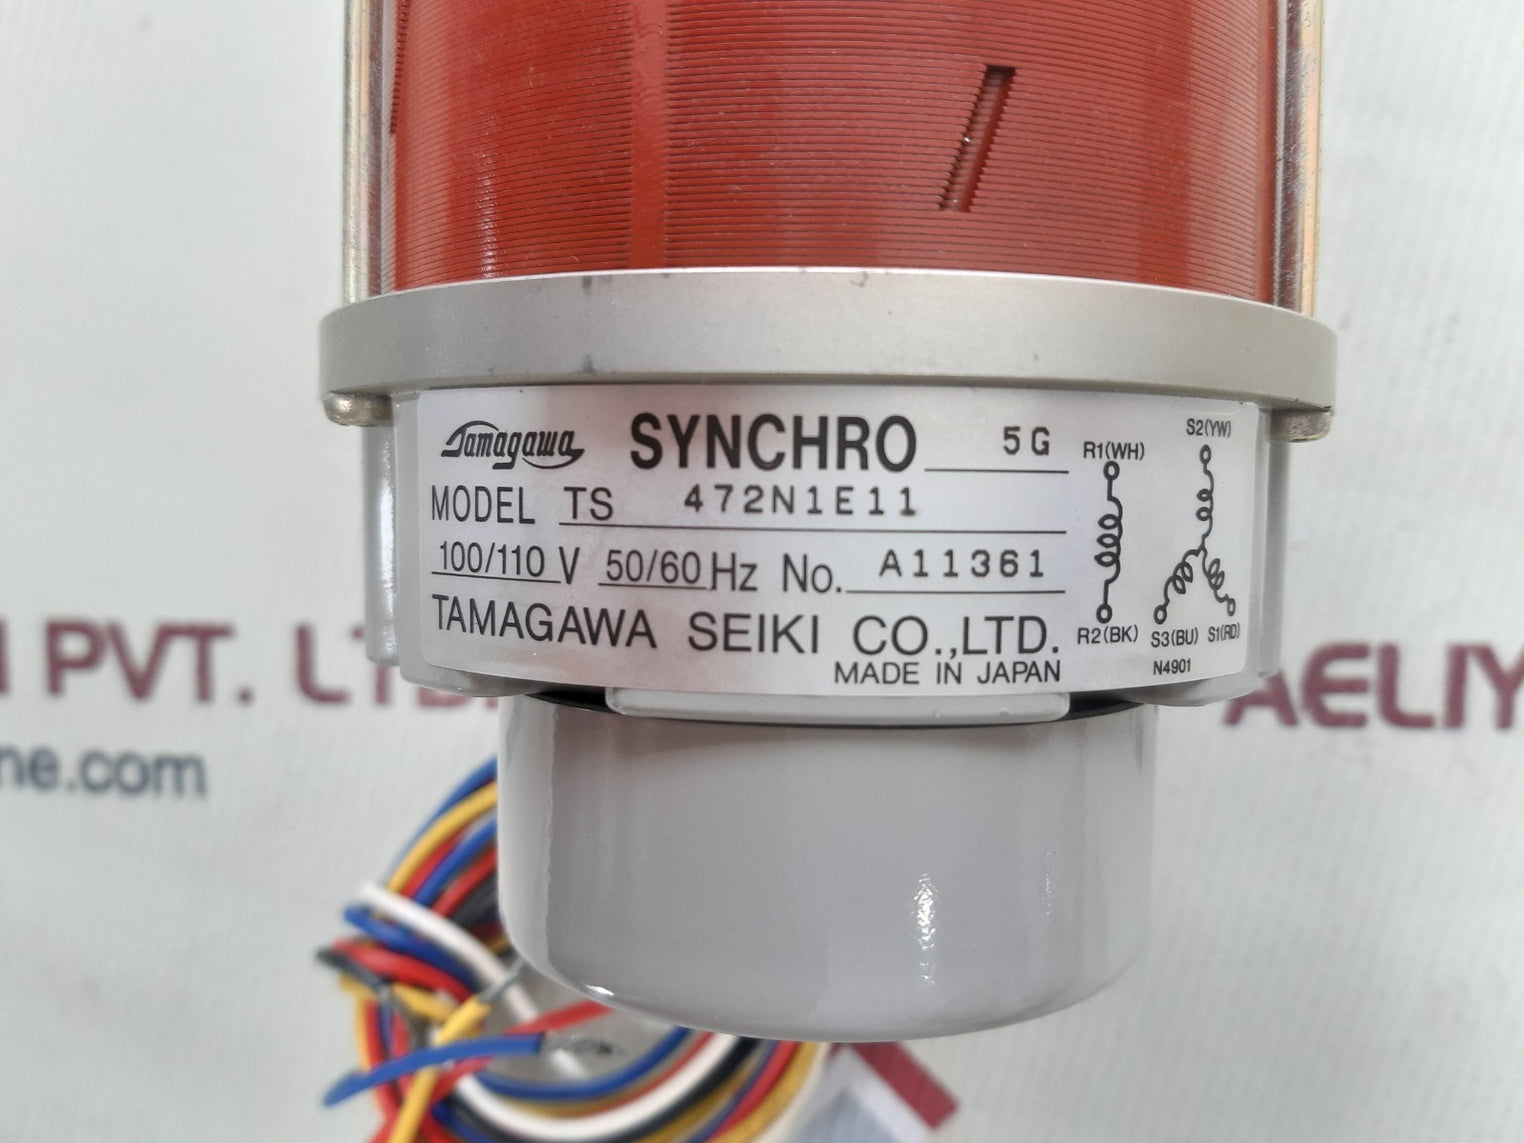 Tamagawa SYNCHRO 5G
MODEL TS 472N1E11
100/110 V 50/60 Hz No. A11361
TAMAGAWA SEIKI CO.,LTD.
MADE IN JAPAN
R1(WH)
S2(YW)
R2(BK) S3(BU) S1(RD)
N4901
PVT. LTD.
AELIY
ne.com